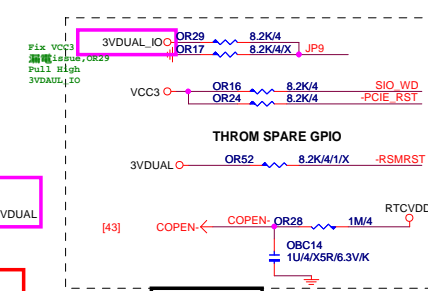 Fix VCC3
漏電issue,OR29
Pull High
3VDAUL_IO
3VDUAL_IO
OR29 8.2K/4
OR17 8.2K/4/X JP9
VCC3 OR16 8.2K/4 SIO_WD
OR24 8.2K/4 -PCIE_RST
THROM SPARE GPIO
3VDUAL OR52 8.2K/4/1/X -RSMRST
VDUAL
RTCVDD
[43] COPEN- COPEN- OR28 1M/4
OBC14
1U/4/X5R/6.3V/K